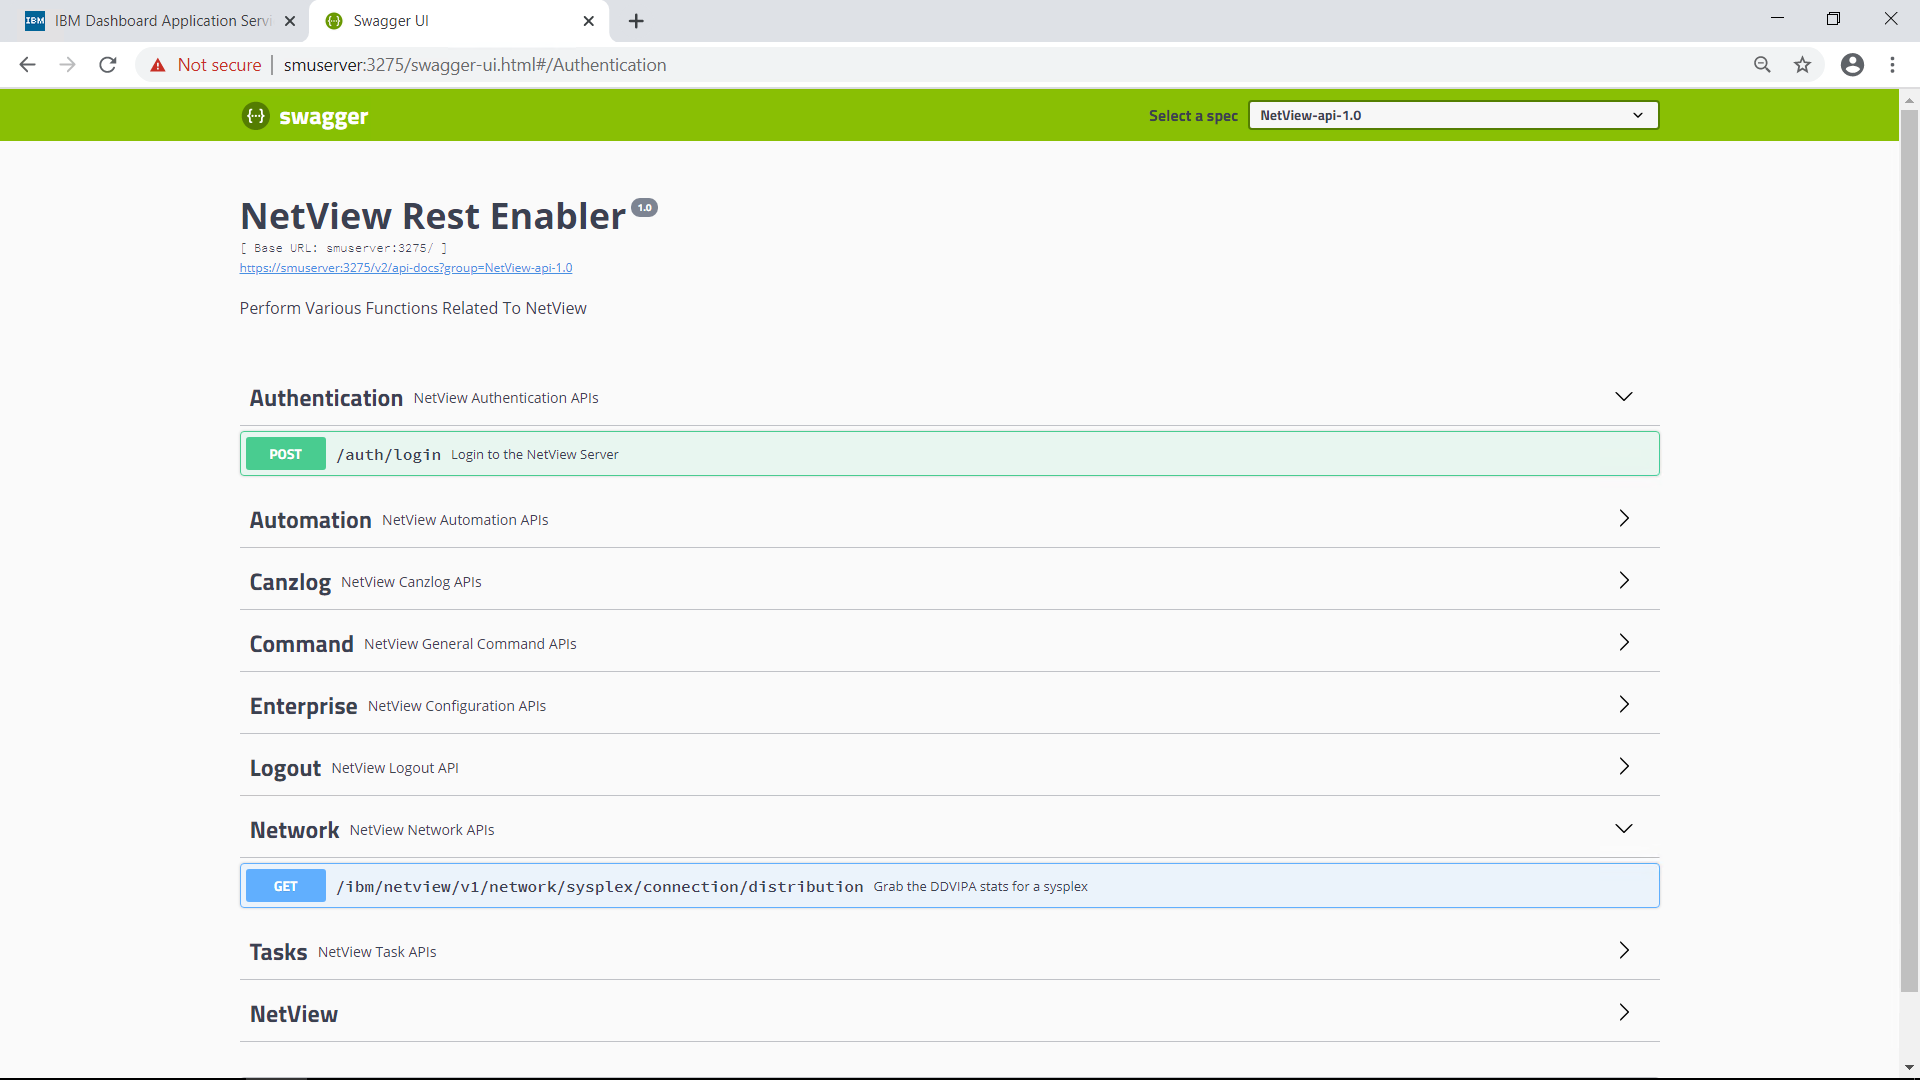 IBM
IBM Dashboard Application Servi
Swagger UI
Not secure
smuserver:3275/swagger-ui.html#/Authentication
{··} swagger
Select a spec
NetView-api-1.0
NetView Rest Enabler 1.0
[ Base URL: smuserver:3275/ ]
https://smuserver:3275/v2/api-docs?group=NetView-api-1.0
Perform Various Functions Related To NetView
Authentication NetView Authentication APIs
POST /auth/login Login to the NetView Server
Automation NetView Automation APIs
Canzlog NetView Canzlog APIs
Command NetView General Command APIs
Enterprise NetView Configuration APIs
Logout NetView Logout API
Network NetView Network APIs
GET /ibm/netview/v1/network/sysplex/connection/distribution Grab the DDVIPA stats for a sysplex
Tasks NetView Task APIs
NetView